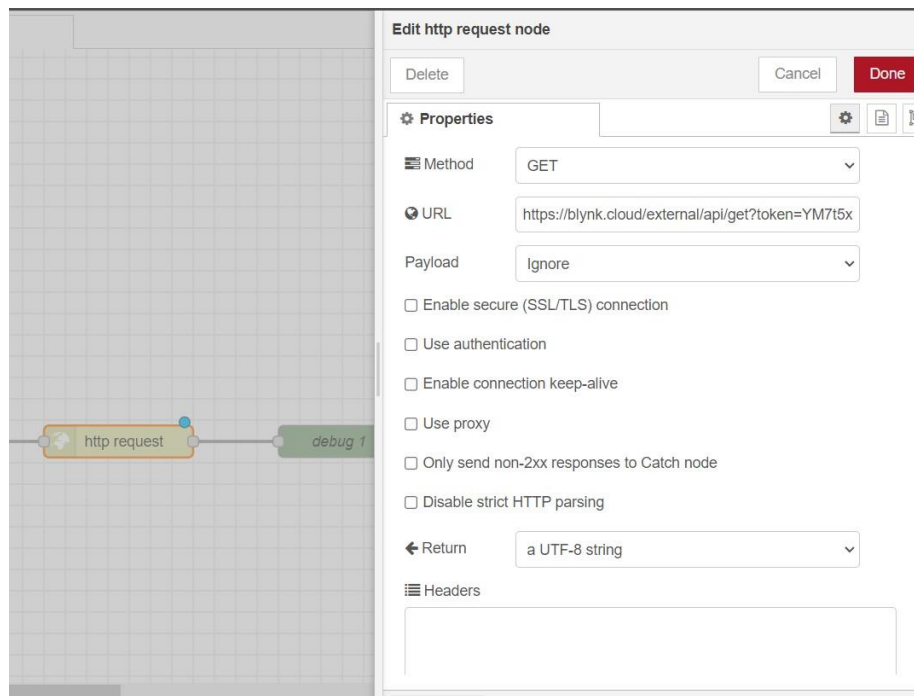 Edit http request node
Delete
Cancel
Done
Properties
Method
GET
URL
https://blynk.cloud/external/api/get?token=YM7t5x
Payload
Ignore
Enable secure (SSL/TLS) connection
Use authentication
Enable connection keep-alive
Use proxy
Only send non-2xx responses to Catch node
Disable strict HTTP parsing
Return
a UTF-8 string
Headers
http request
debug 1